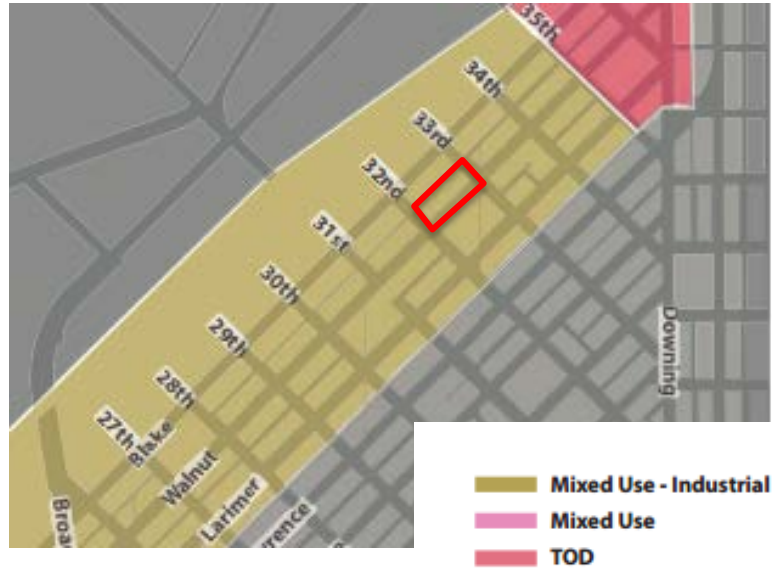 35th
34th
33rd
32nd
31st
30th
29th
28th
27th
Blake
Walnut
Larimer
Downing
Mixed Use - Industrial
Mixed Use
TOD